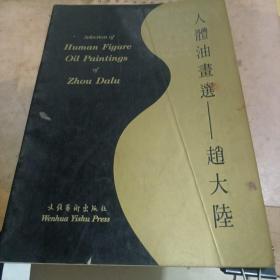 Selection of
Human Figure
Oil Paintings
of
Zhou Dalu
人體油畫選——趙大陸
文化藝術出版社
Wenhua Yishu Press